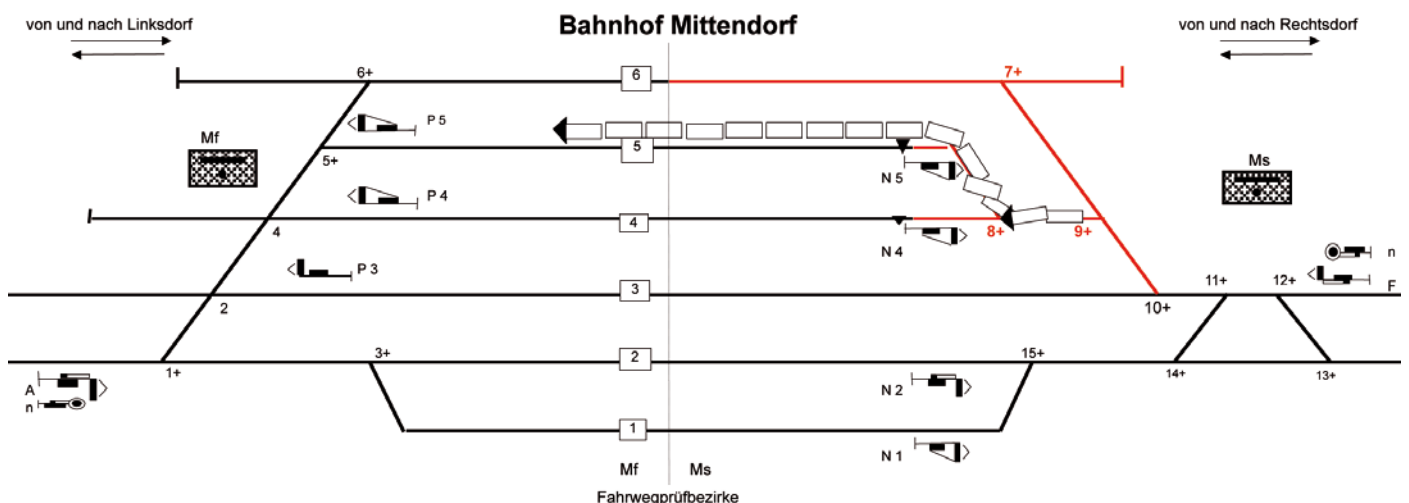 Bahnhof Mittendorf
von und nach Linksdorf
von und nach Rechtsdorf
6+
6
7+
P 5
Mf
5+
5
N 5
Ms
P 4
4
4
N 4
8+
9+
n
P 3
F
11+
12+
2
3
10+
1+
3+
2
15+
14+
13+
A
n
N 2
1
N 1
Mf
Ms
Fahrwegprüfbezirke